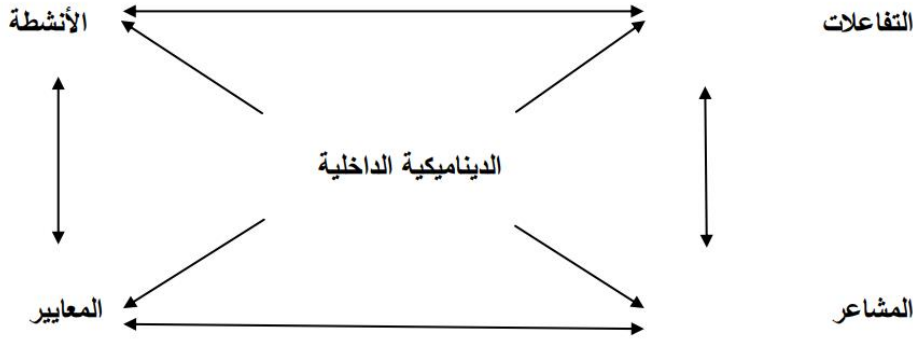 التفاعلات
الأنشطة
الديناميكية الداخلية
المشاعر
المعايير